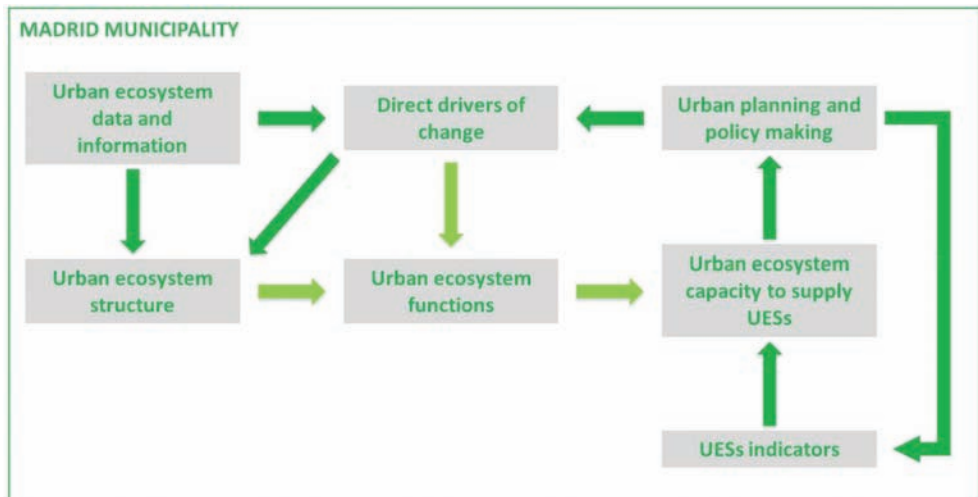 MADRID MUNICIPALITY
Urban ecosystem
data and
information
Direct drivers of
change
Urban planning and
policy making
Urban ecosystem
structure
Urban ecosystem
functions
Urban ecosystem
capacity to supply
UESs
UESs indicators